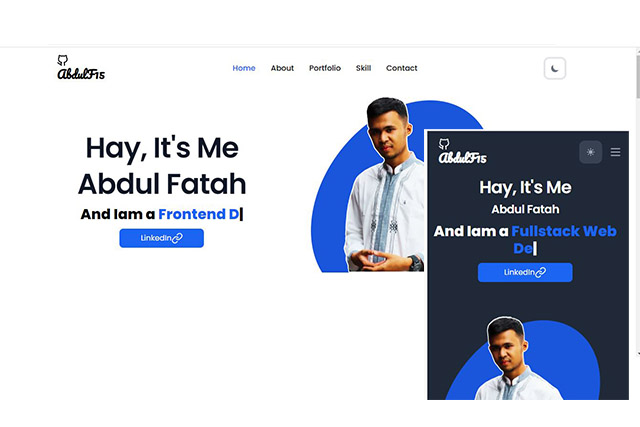 AbdulF15
Home About Portfolio Skill Contact
Hay, It's Me
Abdul Fatah
And Iam a Frontend D|
LinkedIn
AbdulF15
Hay, It's Me
Abdul Fatah
And Iam a Fullstack Web
De|
LinkedIn